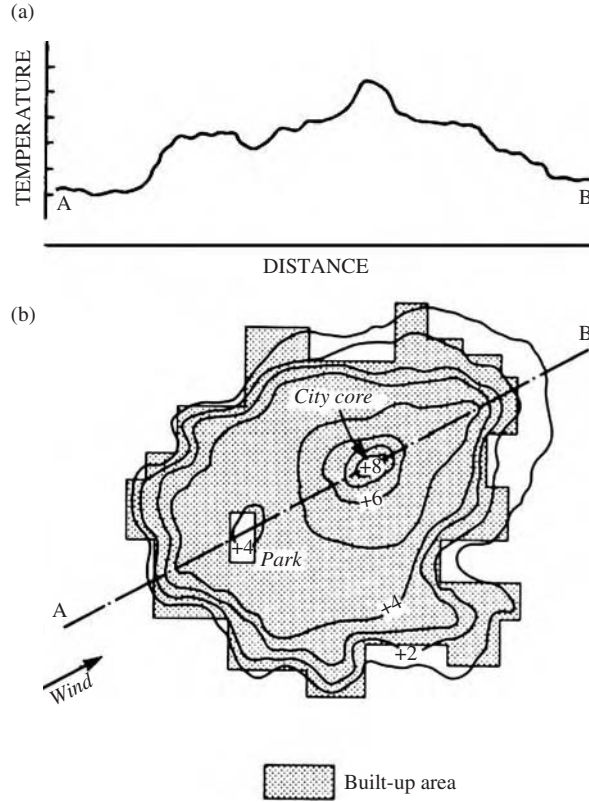 (a)
TEMPERATURE
A
B
DISTANCE
(b)
B
City core
+8
+6
+4
Park
A
+4
+2
Wind
Built-up area